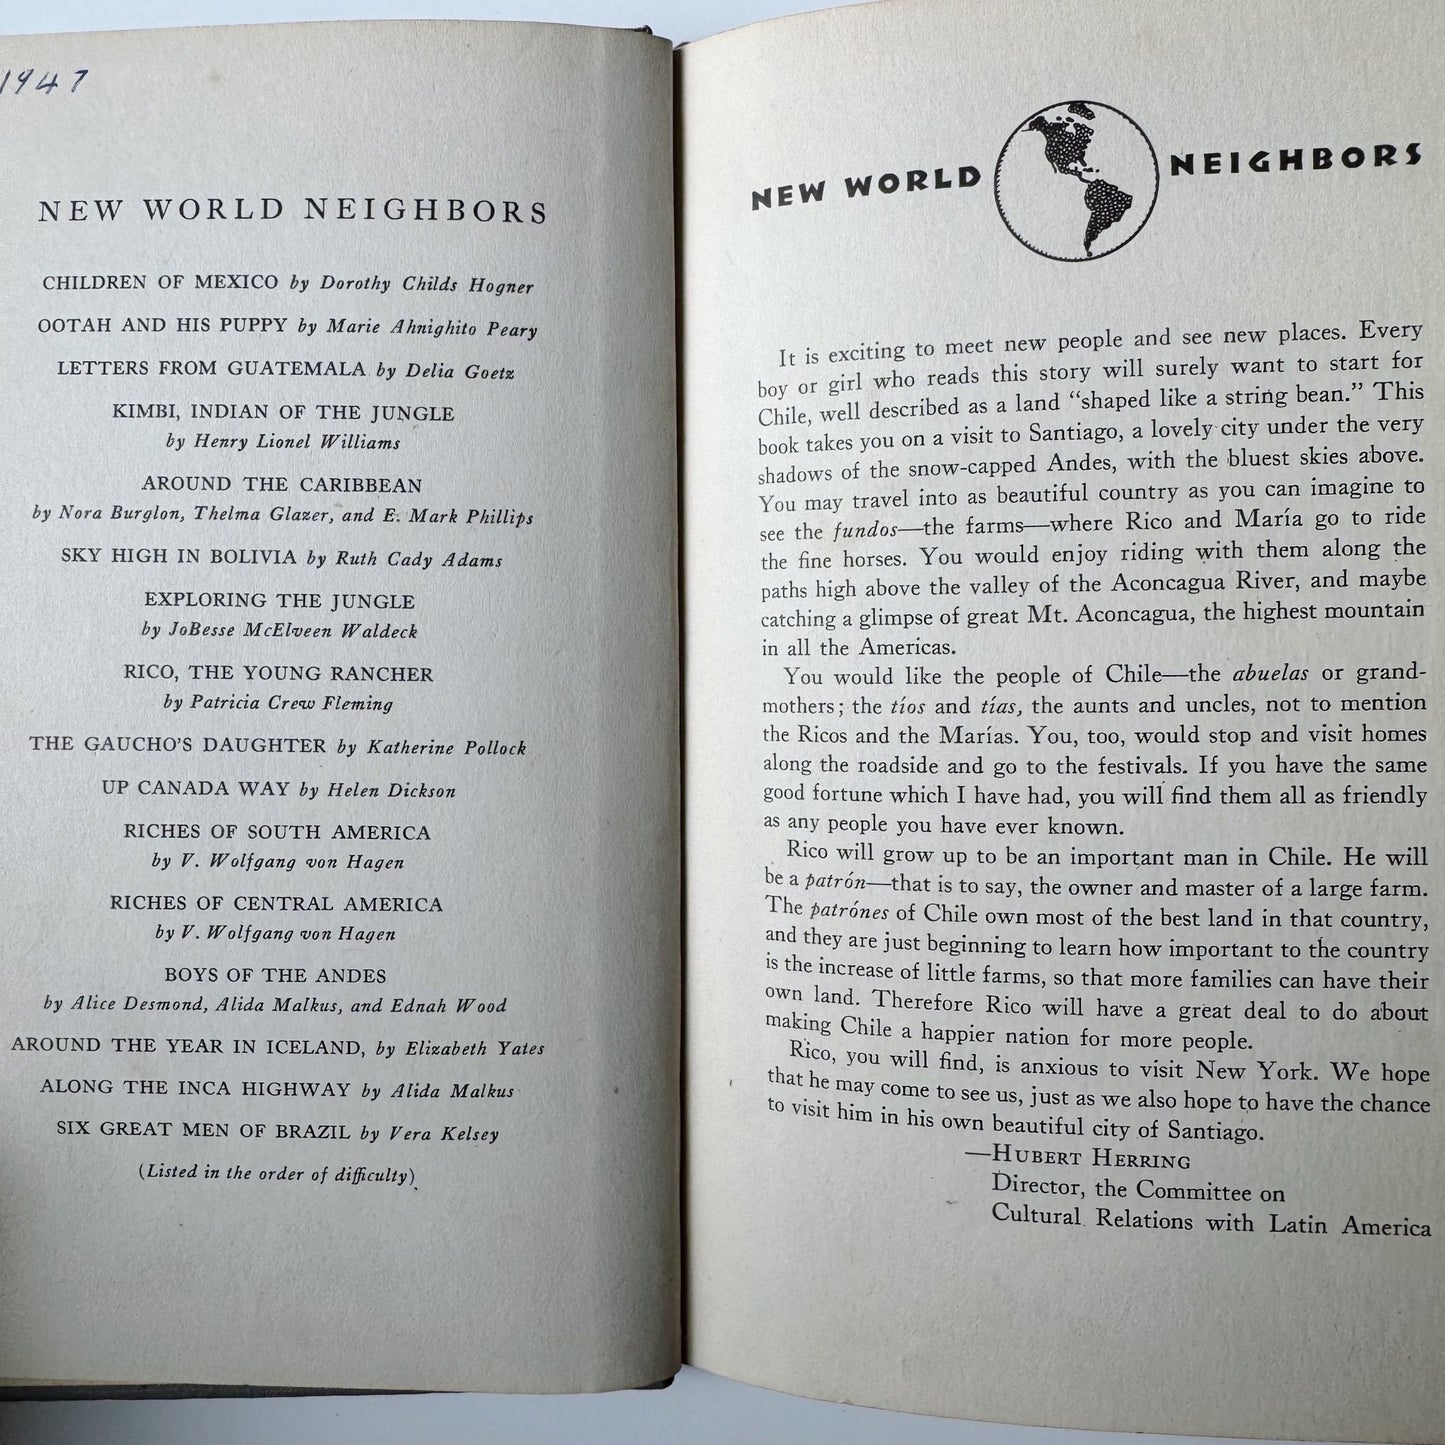 1947
NEW WORLD NEIGHBORS
CHILDREN OF MEXICO by Dorothy Childs Hogner
OOTAH AND HIS PUPPY by Marie Ahnighito Peary
LETTERS FROM GUATEMALA by Delia Goetz
KIMBI, INDIAN OF THE JUNGLE
by Henry Lionel Williams
AROUND THE CARIBBEAN
by Nora Burglon, Thelma Glazer, and E. Mark Phillips
SKY HIGH IN BOLIVIA by Ruth Cady Adams
EXPLORING THE JUNGLE
by JoBesse McElveen Waldeck
RICO, THE YOUNG RANCHER
by Patricia Crew Fleming
THE GAUCHO'S DAUGHTER by Katherine Pollock
UP CANADA WAY by Helen Dickson
RICHES OF SOUTH AMERICA
by V. Wolfgang von Hagen
RICHES OF CENTRAL AMERICA
by V. Wolfgang von Hagen
BOYS OF THE ANDES
by Alice Desmond, Alida Malkus, and Ednah Wood
AROUND THE YEAR IN ICELAND, by Elizabeth Yates
ALONG THE INCA HIGHWAY by Alida Malkus
SIX GREAT MEN OF BRAZIL by Vera Kelsey
(Listed in the order of difficulty)
NEW WORLD NEIGHBORS
It is exciting to meet new people and see new places. Every
boy or girl who reads this story will surely want to start for
Chile, well described as a land “shaped like a string bean.” This
book takes you on a visit to Santiago, a lovely city under the very
shadows of the snow-capped Andes, with the bluest skies above.
You may travel into as beautiful country as you can imagine to
see the fundos—the farms—where Rico and María go to ride
the fine horses. You would enjoy riding with them along the
paths high above the valley of the Aconcagua River, and maybe
catching a glimpse of great Mt. Aconcagua, the highest mountain
in all the Americas.
You would like the people of Chile—the abuelas or grand-
mothers; the tíos and tías, the aunts and uncles, not to mention
the Ricos and the Marías. You, too, would stop and visit homes
along the roadside and go to the festivals. If you have the same
good fortune which I have had, you will find them all as friendly
as any people you have ever known.
Rico will grow up to be an important man in Chile. He will
be a patrón—that is to say, the owner and master of a large farm.
The patrónes of Chile own most of the best land in that country,
and they are just beginning to learn how important to the country
is the increase of little farms, so that more families can have their
own land. Therefore Rico will have a great deal to do about
making Chile a happier nation for more people.
Rico, you will find, is anxious to visit New York. We hope
that he may come to see us, just as we also hope to have the chance
to visit him in his own beautiful city of Santiago.
—HUBERT HERRING
Director, the Committee on
Cultural Relations with Latin America